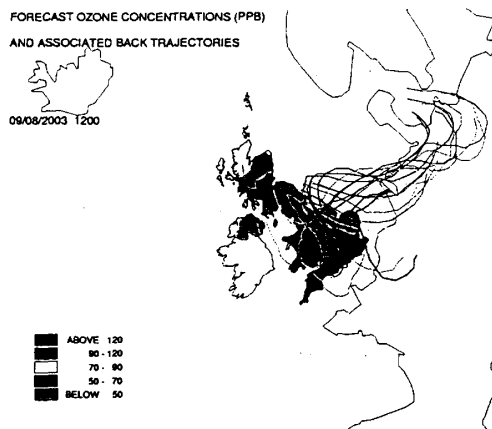 FORECAST OZONE CONCENTRATIONS (PPB)
AND ASSOCIATED BACK TRAJECTORIES
09/08/2003 1200
ABOVE 120
90 - 120
70 - 90
50 - 70
BELOW 50